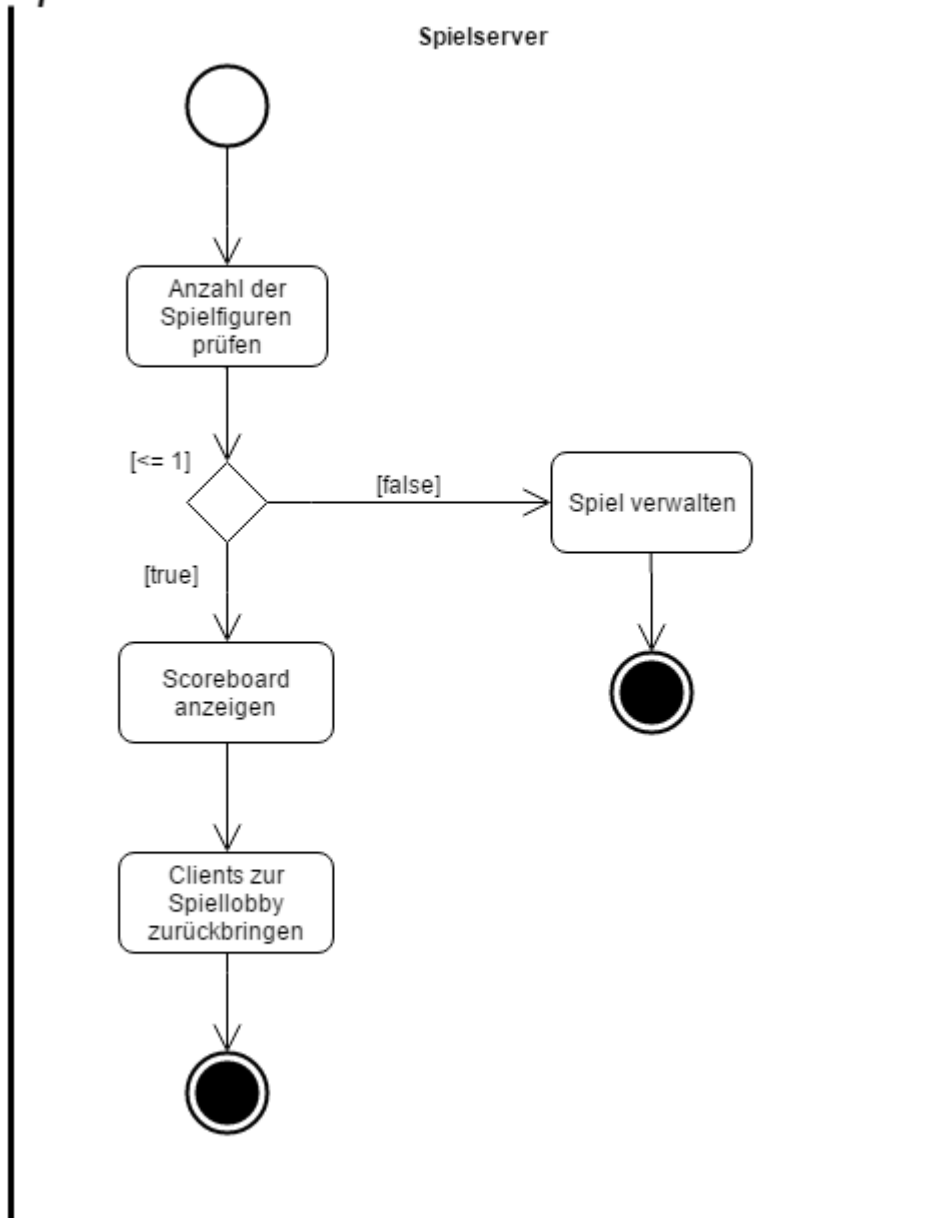 Spielserver
Anzahl der
Spielfiguren
prüfen
[<= 1]
[false]
Spiel verwalten
[true]
Scoreboard
anzeigen
Clients zur
Spiellobby
zurückbringen